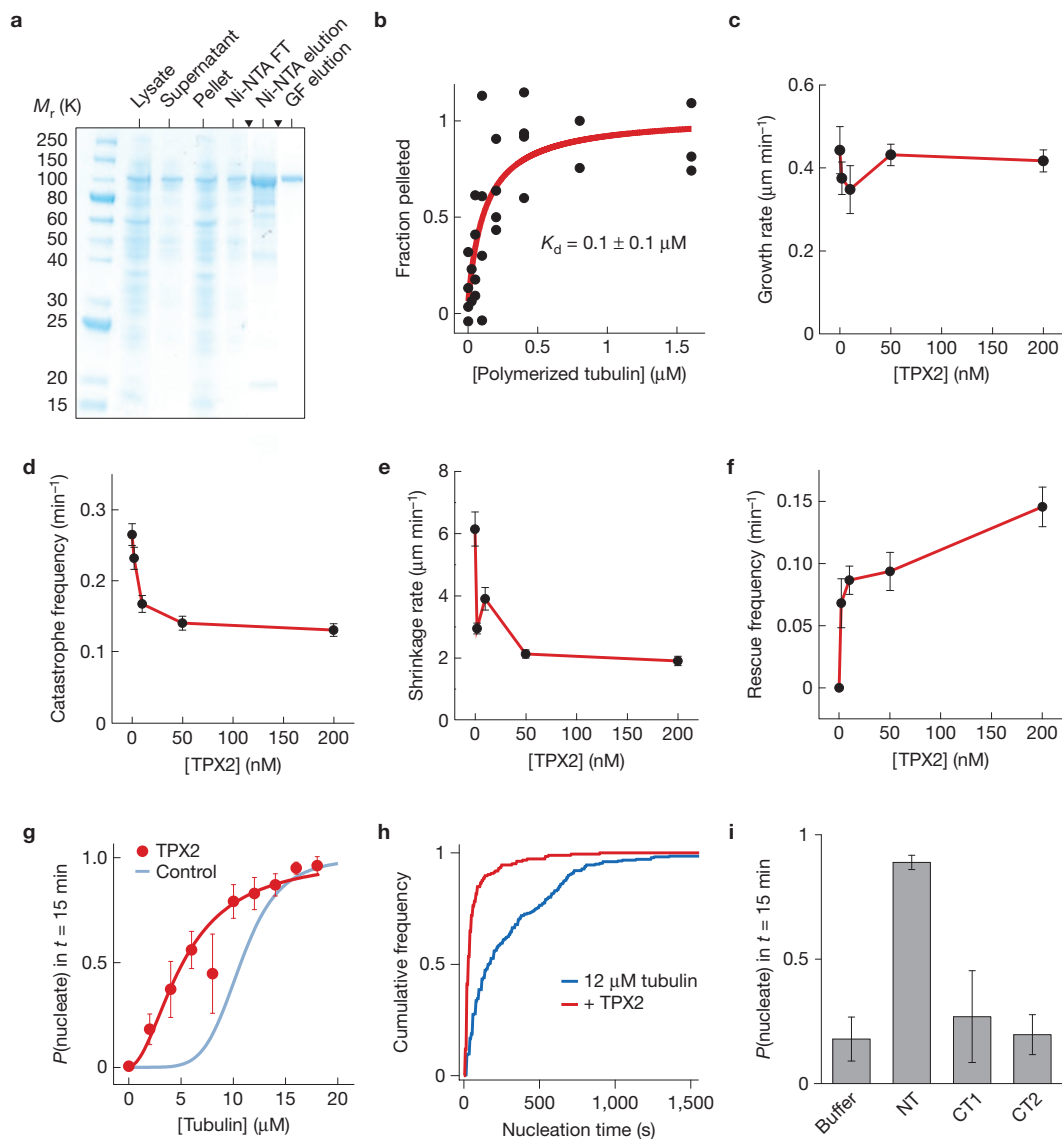 a
Mr (K)
Lysate
Supernatant
Pellet
Ni-NTA FT
Ni-NTA elution
GF elution
250
150
100
80
60
50
40
30
25
20
15
b
Fraction pelleted
1
0.5
0
Kd = 0.1 ± 0.1 μM
0 0.5 1.0 1.5
[Polymerized tubulin] (μM)
c
Growth rate (μm min⁻¹)
0.6
0.4
0.2
0
0 50 100 150 200
[TPX2] (nM)
d
Catastrophe frequency (min⁻¹)
0.3
0.2
0.1
0
0 50 100 150 200
[TPX2] (nM)
e
Shrinkage rate (μm min⁻¹)
8
6
4
2
0
0 50 100 150 200
[TPX2] (nM)
f
Rescue frequency (min⁻¹)
0.15
0.10
0.05
0
0 50 100 150 200
[TPX2] (nM)
g
P(nucleate) in t = 15 min
TPX2
Control
1.0
0.5
0
0 5 10 15 20
[Tubulin] (μM)
h
Cumulative frequency
1
0.5
0
12 μM tubulin
+ TPX2
0 500 1,000 1,500
Nucleation time (s)
i
P(nucleate) in t = 15 min
1
0.5
0
Buffer
NT
CT1
CT2